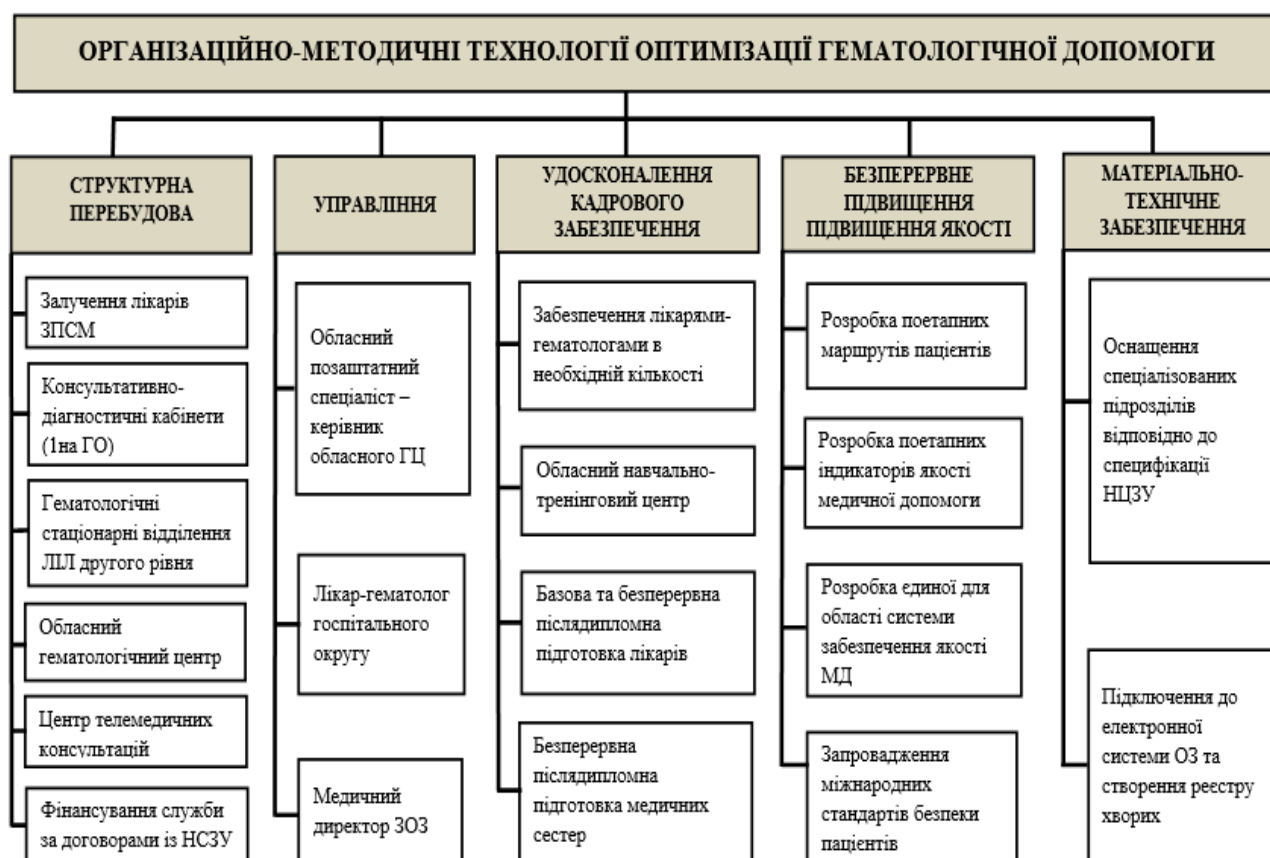 ОРГАНІЗАЦІЙНО-МЕТОДИЧНІ ТЕХНОЛОГІЇ ОПТИМІЗАЦІЇ ГЕМАТОЛОГІЧНОЇ ДОПОМОГИ
СТРУКТУРНА
ПЕРЕБУДОВА
Залучення лікарів
ЗПСМ
Консультативно-
діагностичні кабінети
(1на ГО)
Гематологічні
стаціонарні відділення
ЛІЛ другого рівня
Обласний
гематологічний центр
Центр телемедичних
консультацій
Фінансування служби
за договорами із НСЗУ
УПРАВЛІННЯ
Обласний
позаштатний
спеціаліст –
керівник
обласного ГЦ
Лікар-гематолог
госпітального
округу
Медичний
директор ЗОЗ
УДОСКОНАЛЕННЯ
КАДРОВОГО
ЗАБЕЗПЕЧЕННЯ
Забезпечення лікарями-
гематологами в
необхідній кількості
Обласний навчально-
тренінговий центр
Базова та безперервна
післядипломна
підготовка лікарів
Безперервна
післядипломна
підготовка медичних
сестер
БЕЗПЕРЕРВНЕ
ПІДВИЩЕННЯ
ПІДВИЩЕННЯ ЯКОСТІ
Розробка поетапних
маршрутів пацієнтів
Розробка поетапних
індикаторів якості
медичної допомоги
Розробка єдиної для
області системи
забезпечення якості
МД
Запровадження
міжнародних
стандартів безпеки
пацієнтів
МАТЕРІАЛЬНО-
ТЕХНІЧНЕ
ЗАБЕЗПЕЧЕННЯ
Оснащення
спеціалізованих
підрозділів
відповідно до
специфікації
НЦЗУ
Підключення до
електронної
системи ОЗ та
створення реєстру
хворих